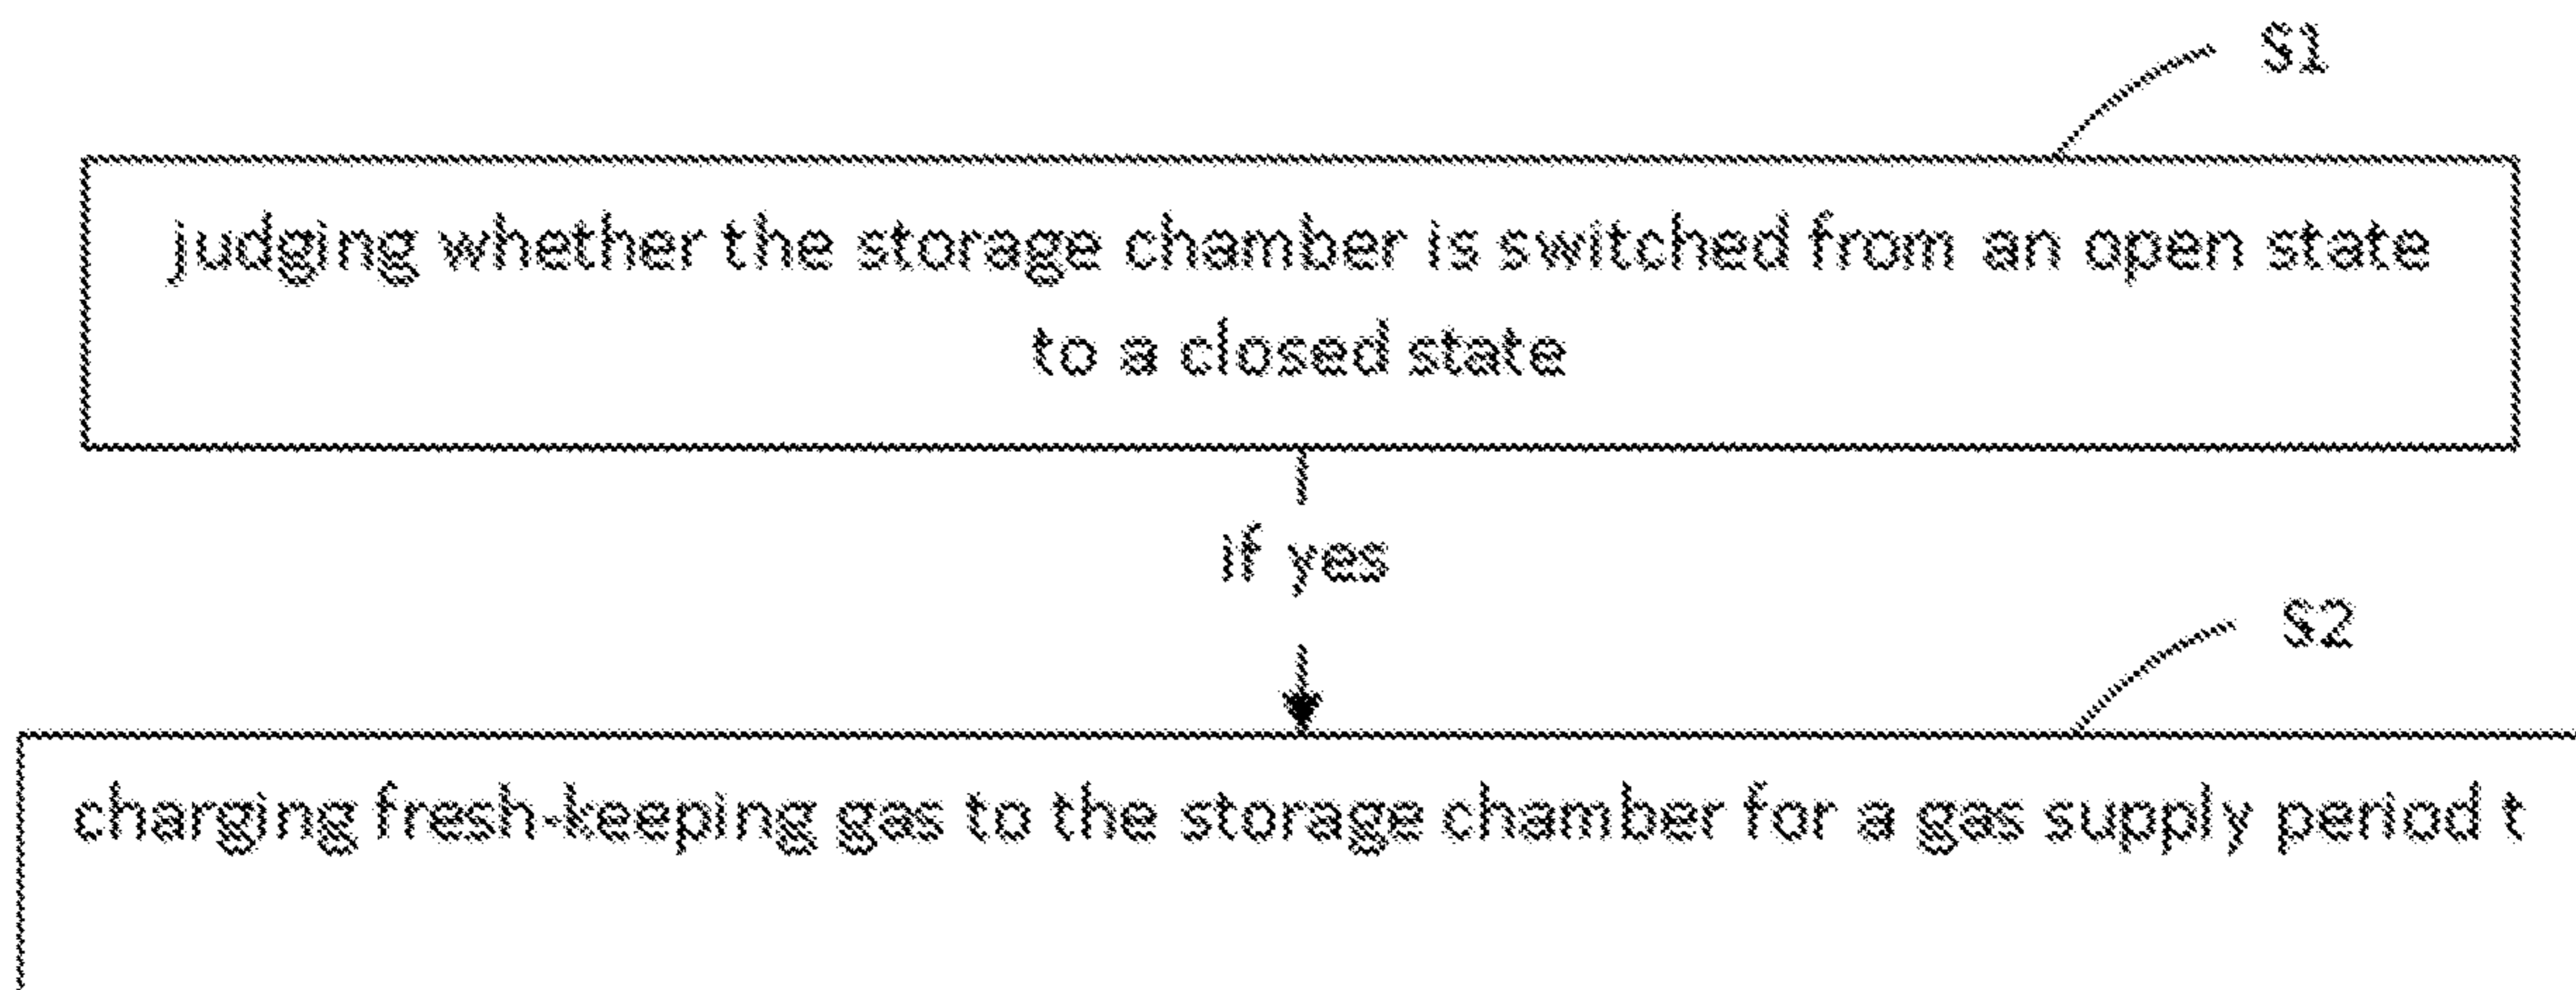 S1
judging whether the storage chamber is switched from an open state
to a closed state
if yes
S2
charging fresh-keeping gas to the storage chamber for a gas supply period t